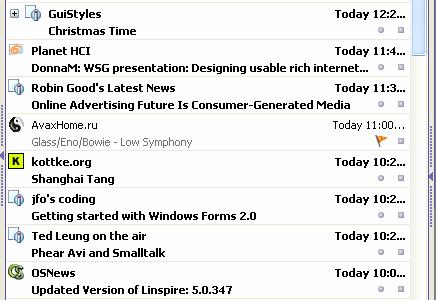 GuiStyles Today 12:2...
Christmas Time
Planet HCI Today 11:4...
DonnaM: WSG presentation: Designing usable rich internet...
Robin Good's Latest News Today 11:3...
Online Advertising Future Is Consumer-Generated Media
AvaxHome.ru Today 11:00...
Glass/Eno/Bowie - Low Symphony
K kottke.org Today 10:2...
Shanghai Tang
jfo's coding Today 10:2...
Getting started with Windows Forms 2.0
Ted Leung on the air Today 10:2...
Phear Avi and Smalltalk
OSNews Today 10:0...
Updated Version of Linspire: 5.0.347